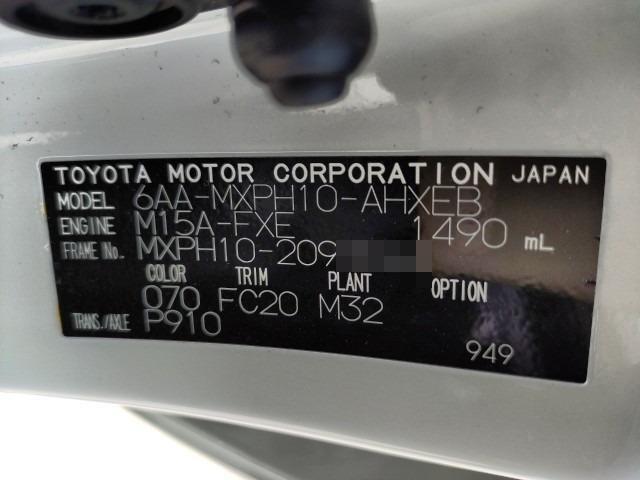 TOYOTA MOTOR CORPORATION JAPAN
MODEL 6AA-MXPH10-AHXEB
ENGINE M15A-FXE 1490 mL
FRAME No. MXPH10-209
COLOR TRIM PLANT OPTION
070 FC20 M32
TRANS./AXLE P910
949